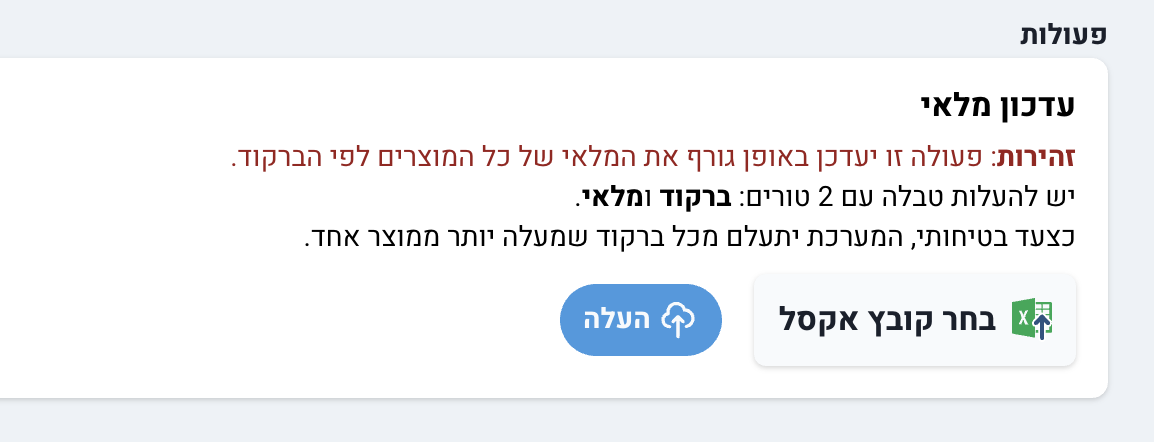 פעולות
עדכון מלאי
זהירות: פעולה זו יעדכן באופן גורף את המלאי של כל המוצרים לפי הברקוד.
יש להעלות טבלה עם 2 טורים: ברקוד ומלאי.
כצעד בטיחותי, המערכת יתעלם מכל ברקוד שמעלה יותר ממוצר אחד.
בחר קובץ אקסל
העלה